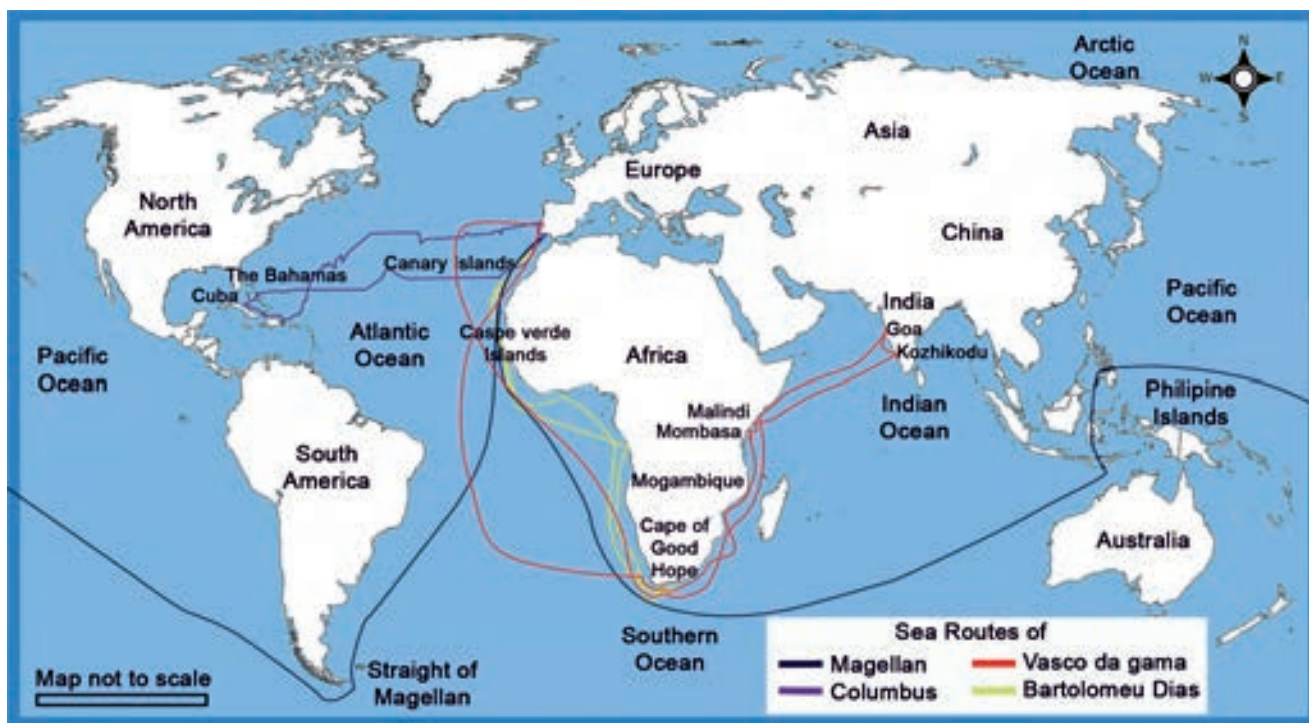 Arctic
Ocean
N
W
E
S
Asia
Europe
North
America
China
The Bahamas
Canary Islands
Cuba
India
Goa
Pacific
Ocean
Atlantic
Ocean
Caspe verde
Islands
Africa
Kozhikodu
Pacific
Ocean
Malindi
Mombasa
Indian
Ocean
Philipine
Islands
South
America
Mogambique
Cape of
Good
Hope
Australia
Southern
Ocean
Straight of
Magellan
Map not to scale
Sea Routes of
Magellan
Vasco da gama
Columbus
Bartolomeu Dias